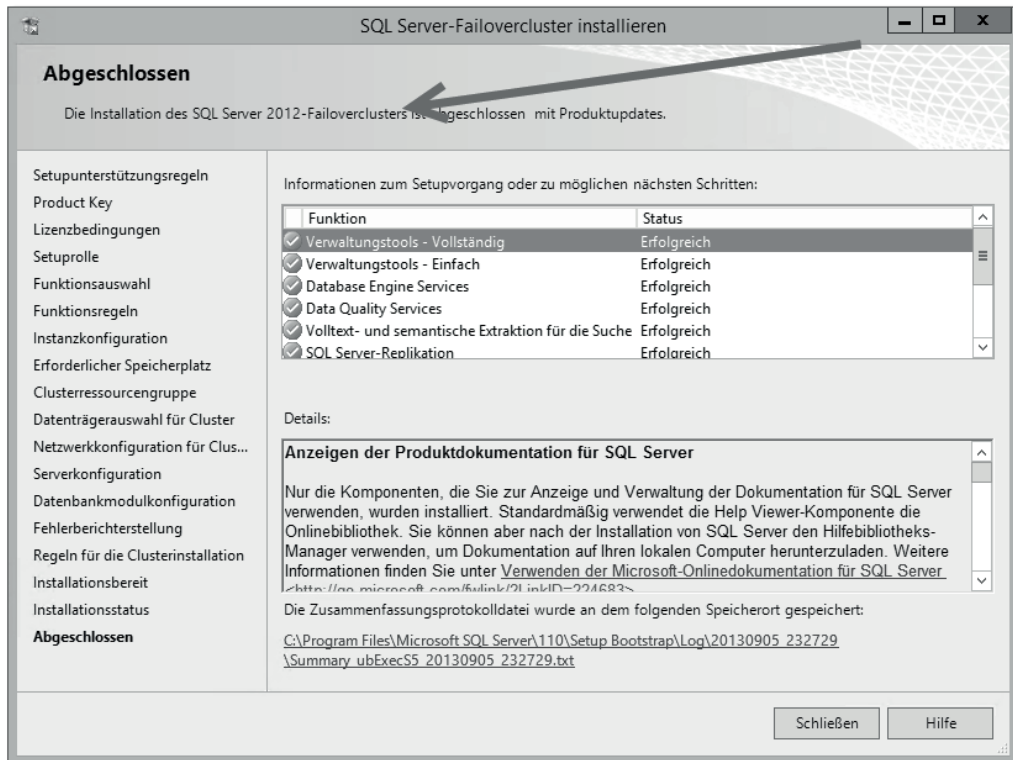 SQL Server-Failovercluster installieren
Abgeschlossen
Die Installation des SQL Server 2012-Failoverclusters ist abgeschlossen mit Produktupdates.
Setupunterstützungsregeln
Product Key
Lizenzbedingungen
Setuprolle
Funktionsauswahl
Funktionsregeln
Instanzkonfiguration
Erforderlicher Speicherplatz
Clusterressourcengruppe
Datenträgerauswahl für Cluster
Netzwerkkonfiguration für Clus...
Serverkonfiguration
Datenbankmodulkonfiguration
Fehlerberichterstellung
Regeln für die Clusterinstallation
Installationsbereit
Installationsstatus
Abgeschlossen
Informationen zum Setupvorgang oder zu möglichen nächsten Schritten:
Funktion Status
Verwaltungstools - Vollständig Erfolgreich
Verwaltungstools - Einfach Erfolgreich
Database Engine Services Erfolgreich
Data Quality Services Erfolgreich
Volltext- und semantische Extraktion für die Suche Erfolgreich
SQL Server-Replikation Erfolgreich
Details:
Anzeigen der Produktdokumentation für SQL Server
Nur die Komponenten, die Sie zur Anzeige und Verwaltung der Dokumentation für SQL Server
verwenden, wurden installiert. Standardmäßig verwendet die Help Viewer-Komponente die
Onlinebibliothek. Sie können aber nach der Installation von SQL Server den Hilfebibliotheks-
Manager verwenden, um Dokumentation auf Ihren lokalen Computer herunterzuladen. Weitere
Informationen finden Sie unter Verwenden der Microsoft-Onlinedokumentation für SQL Server
<http://go.microsoft.com/fwlink/?LinkID=224683>
Die Zusammenfassungsprotokolldatei wurde an dem folgenden Speicherort gespeichert:
C:\Program Files\Microsoft SQL Server\110\Setup Bootstrap\Log\20130905_232729
\Summary_ubExecS5_20130905_232729.txt
Schließen Hilfe